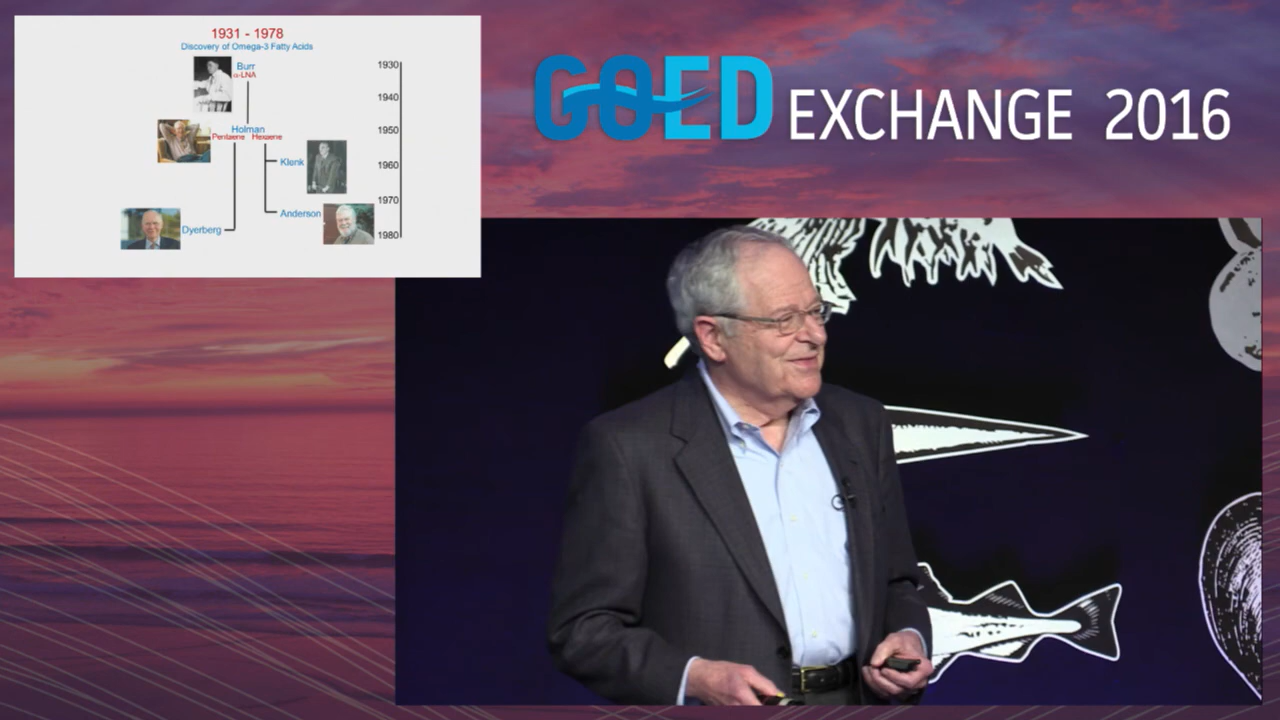 1931 - 1978
Discovery of Omega-3 Fatty Acids
Burr
α-LNA
1930
1940
Holman
Pentaene Hexaene
1950
Klenk
1960
1970
Anderson
Dyerberg
1980
GOED EXCHANGE 2016